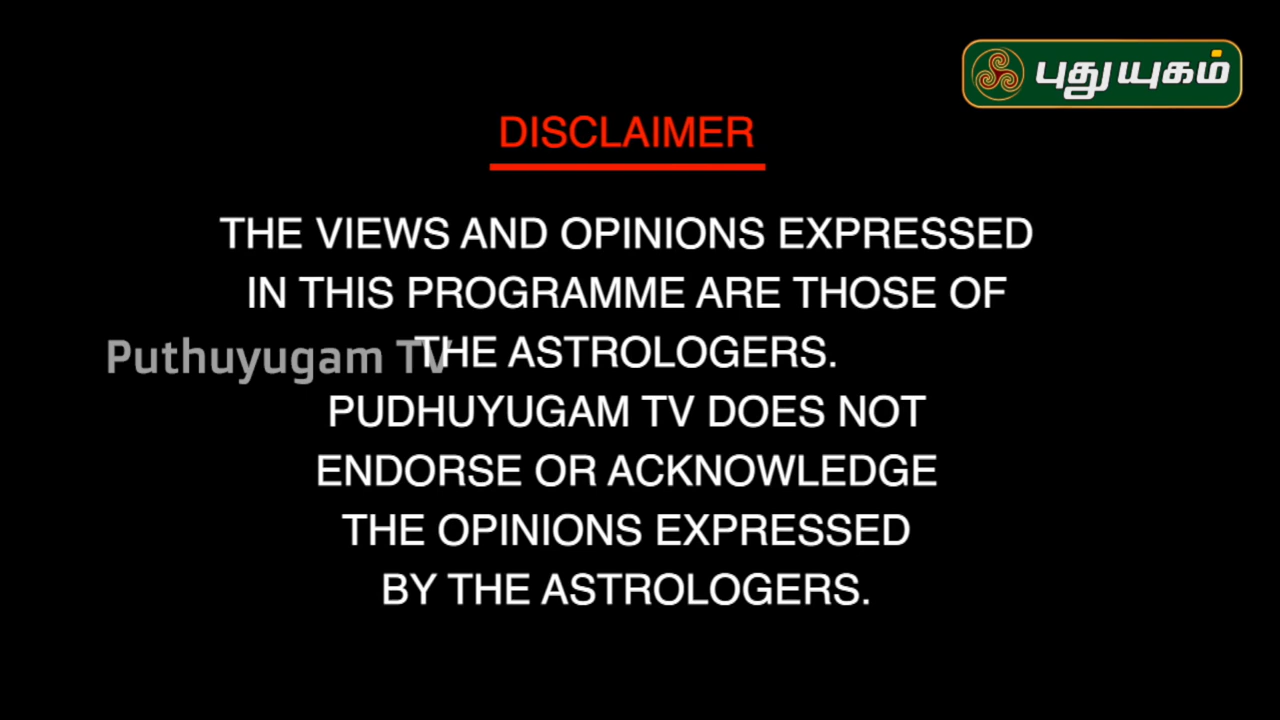 புதுயுகம்
DISCLAIMER
THE VIEWS AND OPINIONS EXPRESSED
IN THIS PROGRAMME ARE THOSE OF
THE ASTROLOGERS.
Puthuyugam TV
PUDHUYUGAM TV DOES NOT
ENDORSE OR ACKNOWLEDGE
THE OPINIONS EXPRESSED
BY THE ASTROLOGERS.